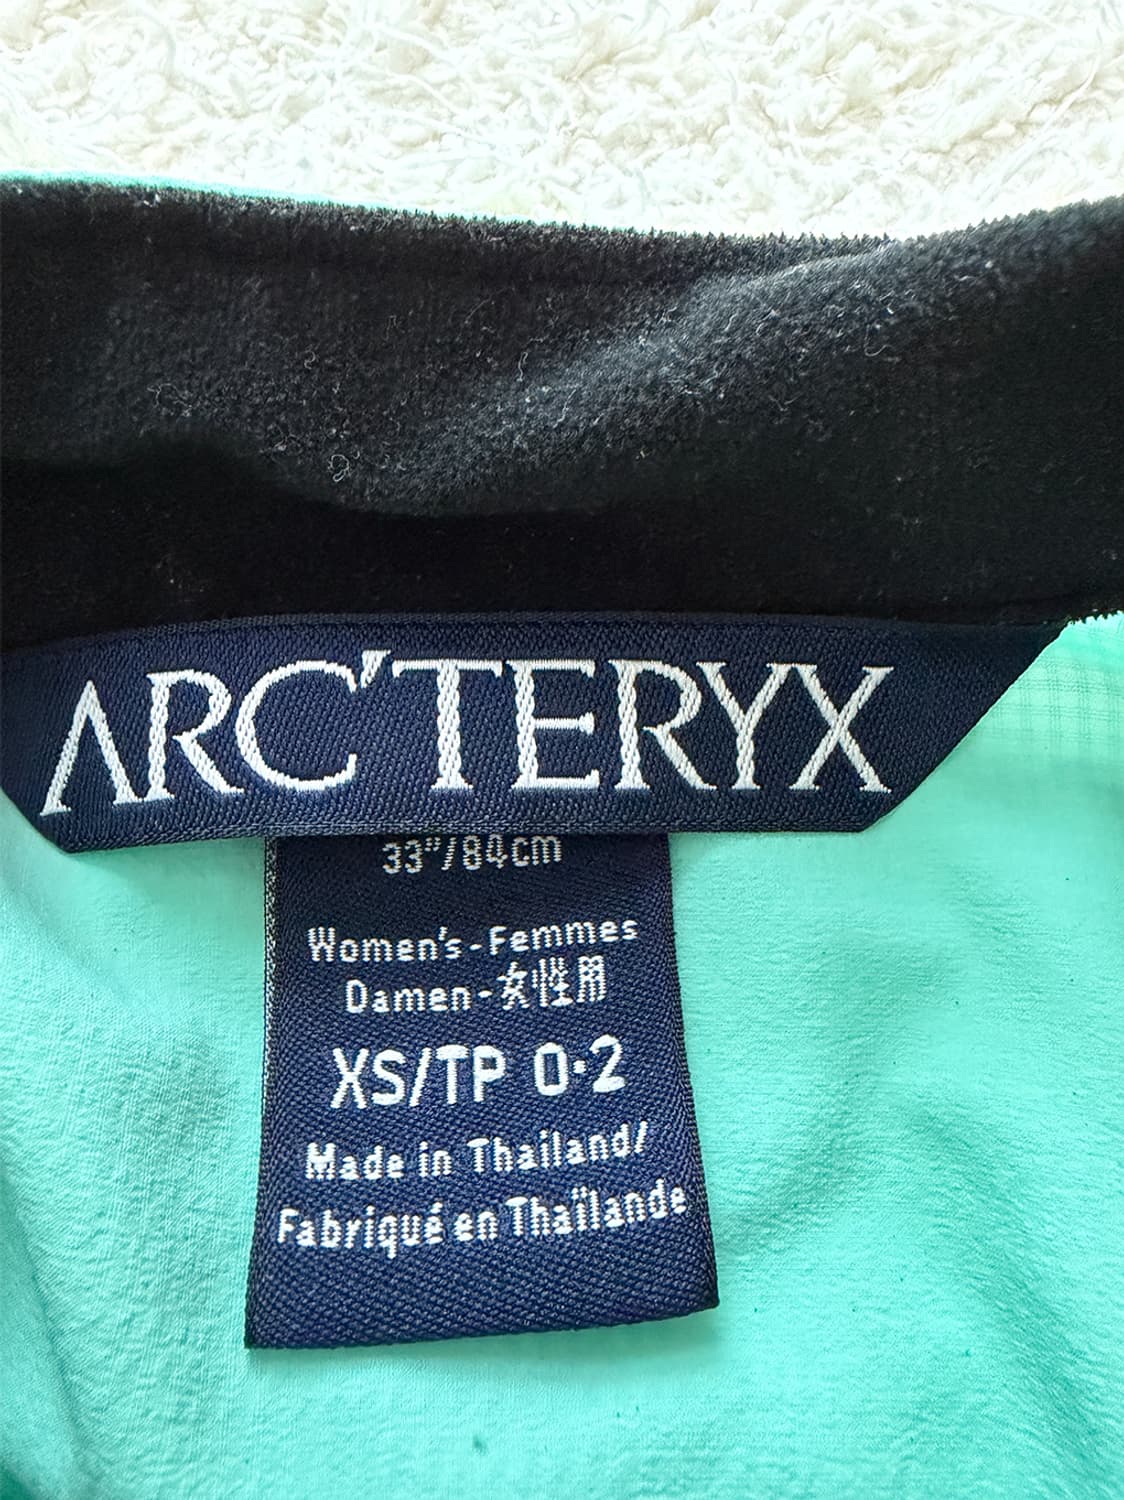 ARC'TERYX
33"/84cm
Women's-Femmes
Damen-女性用
XS/TP 0·2
Made in Thailand/
Fabriqué en Thaïlande